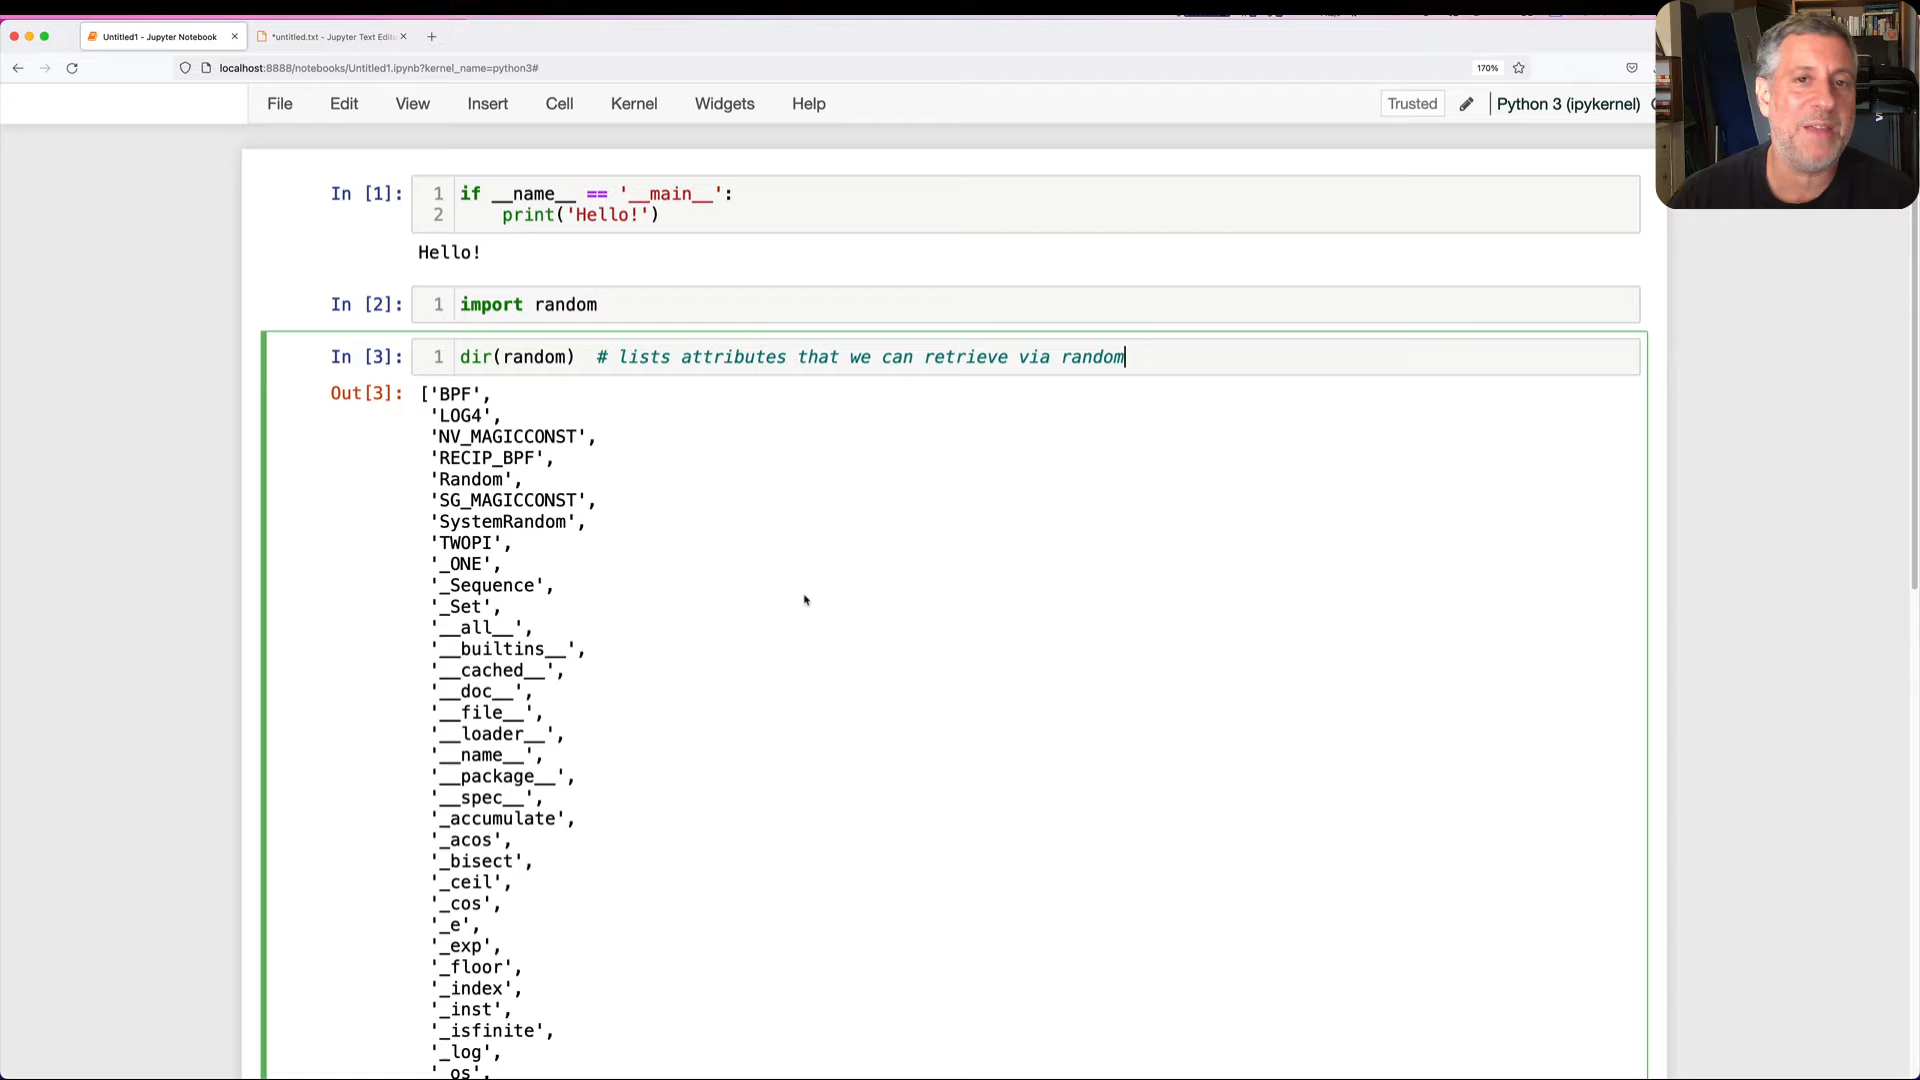 Untitled1 - Jupyter Notebook
*untitled.txt - Jupyter Text Edit
localhost:8888/notebooks/Untitled1.ipynb?kernel_name=python3#
170%
File Edit View Insert Cell Kernel Widgets Help
Trusted
Python 3 (ipykernel)
In [1]:
1 if __name__ == '__main__':
2 print('Hello!')
Hello!
In [2]:
1 import random
In [3]:
1 dir(random)  # lists attributes that we can retrieve via random
Out[3]:
['BPF',
'LOG4',
'NV_MAGICCONST',
'RECIP_BPF',
'Random',
'SG_MAGICCONST',
'SystemRandom',
'TWOPI',
'_ONE',
'_Sequence',
'_Set',
'__all__',
'__builtins__',
'__cached__',
'__doc__',
'__file__',
'__loader__',
'__name__',
'__package__',
'__spec__',
'_accumulate',
'_acos',
'_bisect',
'_ceil',
'_cos',
'_e',
'_exp',
'_floor',
'_index',
'_inst',
'_isfinite',
'_log',
'_os',